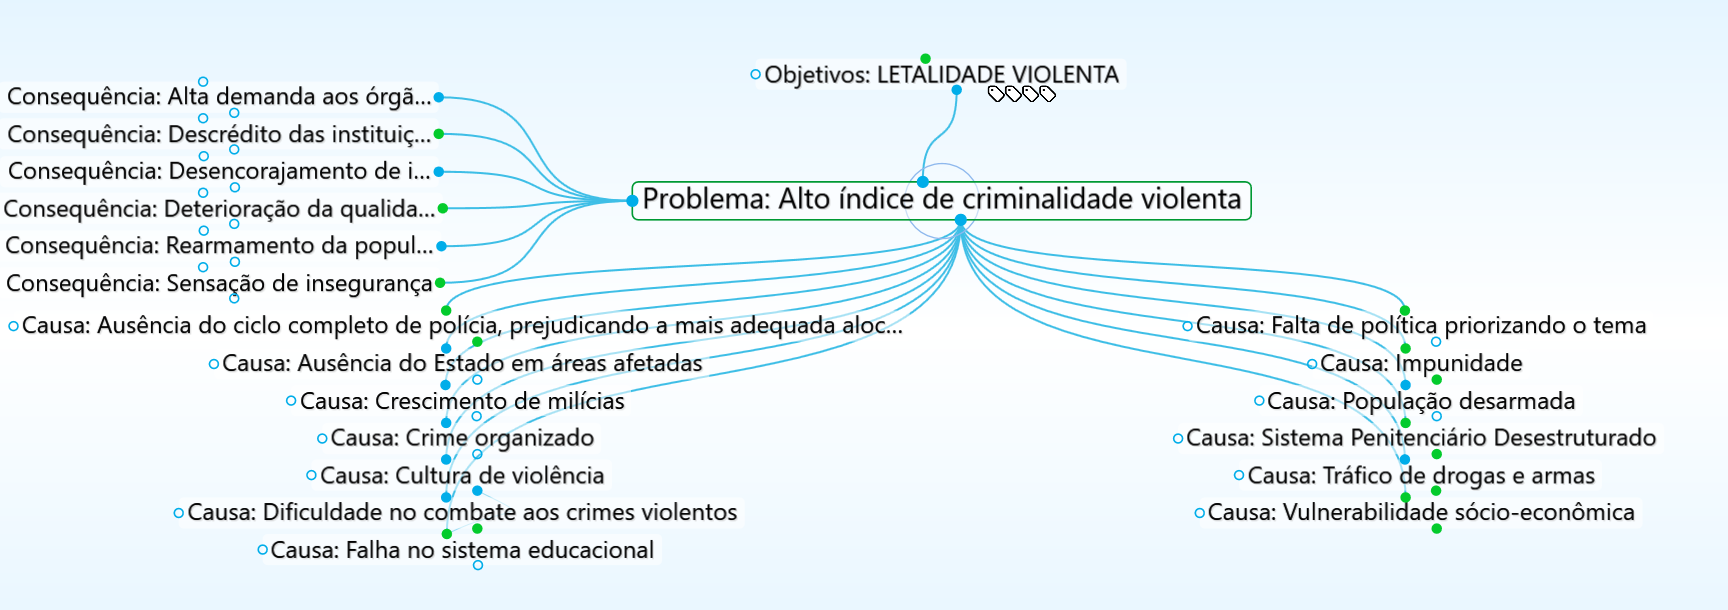 Objetivos: LETALIDADE VIOLENTA
Problema: Alto índice de criminalidade violenta
Consequência: Alta demanda aos órgã...
Consequência: Descrédito das instituiç...
Consequência: Desencorajamento de i...
Consequência: Deterioração da qualida...
Consequência: Rearmamento da popul...
Consequência: Sensação de insegurança
Causa: Ausência do ciclo completo de polícia, prejudicando a mais adequada aloc...
Causa: Ausência do Estado em áreas afetadas
Causa: Crescimento de milícias
Causa: Crime organizado
Causa: Cultura de violência
Causa: Dificuldade no combate aos crimes violentos
Causa: Falha no sistema educacional
Causa: Falta de política priorizando o tema
Causa: Impunidade
Causa: População desarmada
Causa: Sistema Penitenciário Desestruturado
Causa: Tráfico de drogas e armas
Causa: Vulnerabilidade sócio-econômica